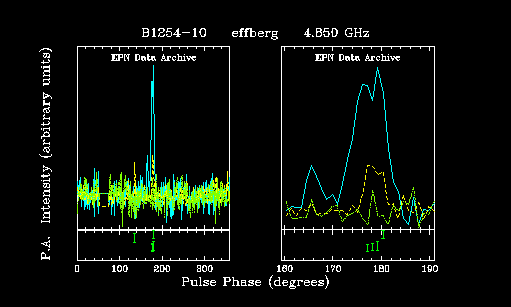 B1254-10 effberg 4.850 GHz
EPN Data Archive EPN Data Archive
P.A. Intensity (arbitrary units)
0 100 200 300 160 170 180 190
Pulse Phase (degrees)